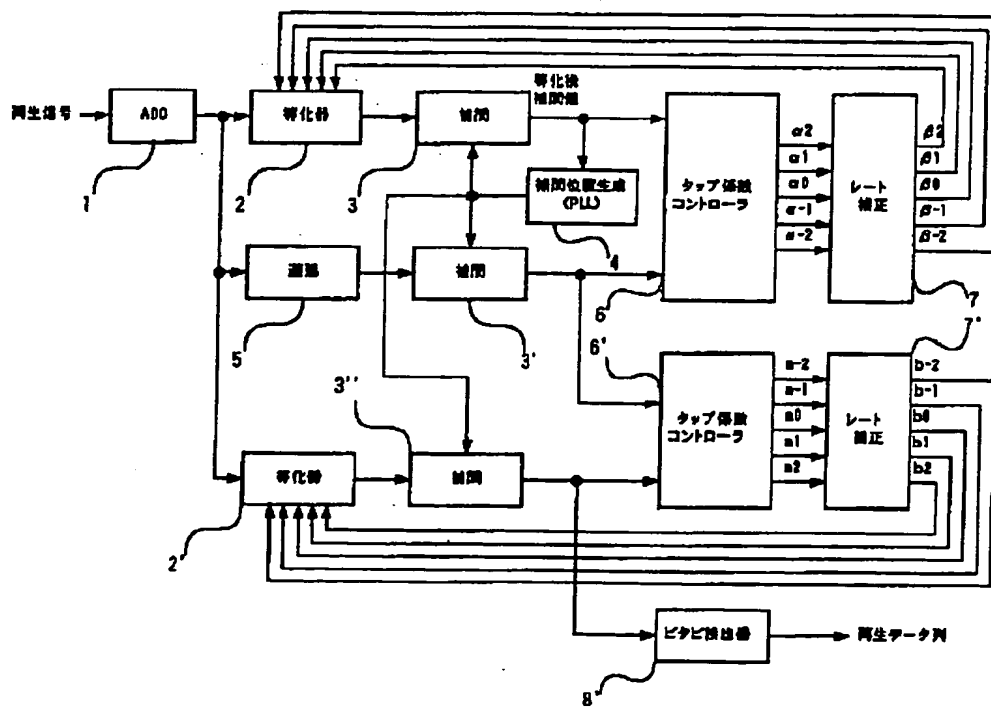 再生信号
ADC
1
等化器
2
補間
3
等化後
補間値
補間位置生成
(PLL)
4
タップ係数
コントローラ
6
α2
α1
α0
α-1
α-2
レート
補正
7
β2
β1
β0
β-1
β-2
遅延
5
補間
3'
タップ係数
コントローラ
6'
a-2
a-1
a0
a1
a2
レート
補正
7'
b-2
b-1
b0
b1
b2
等化器
2'
補間
3''
ビタビ検出器
8'
再生データ列